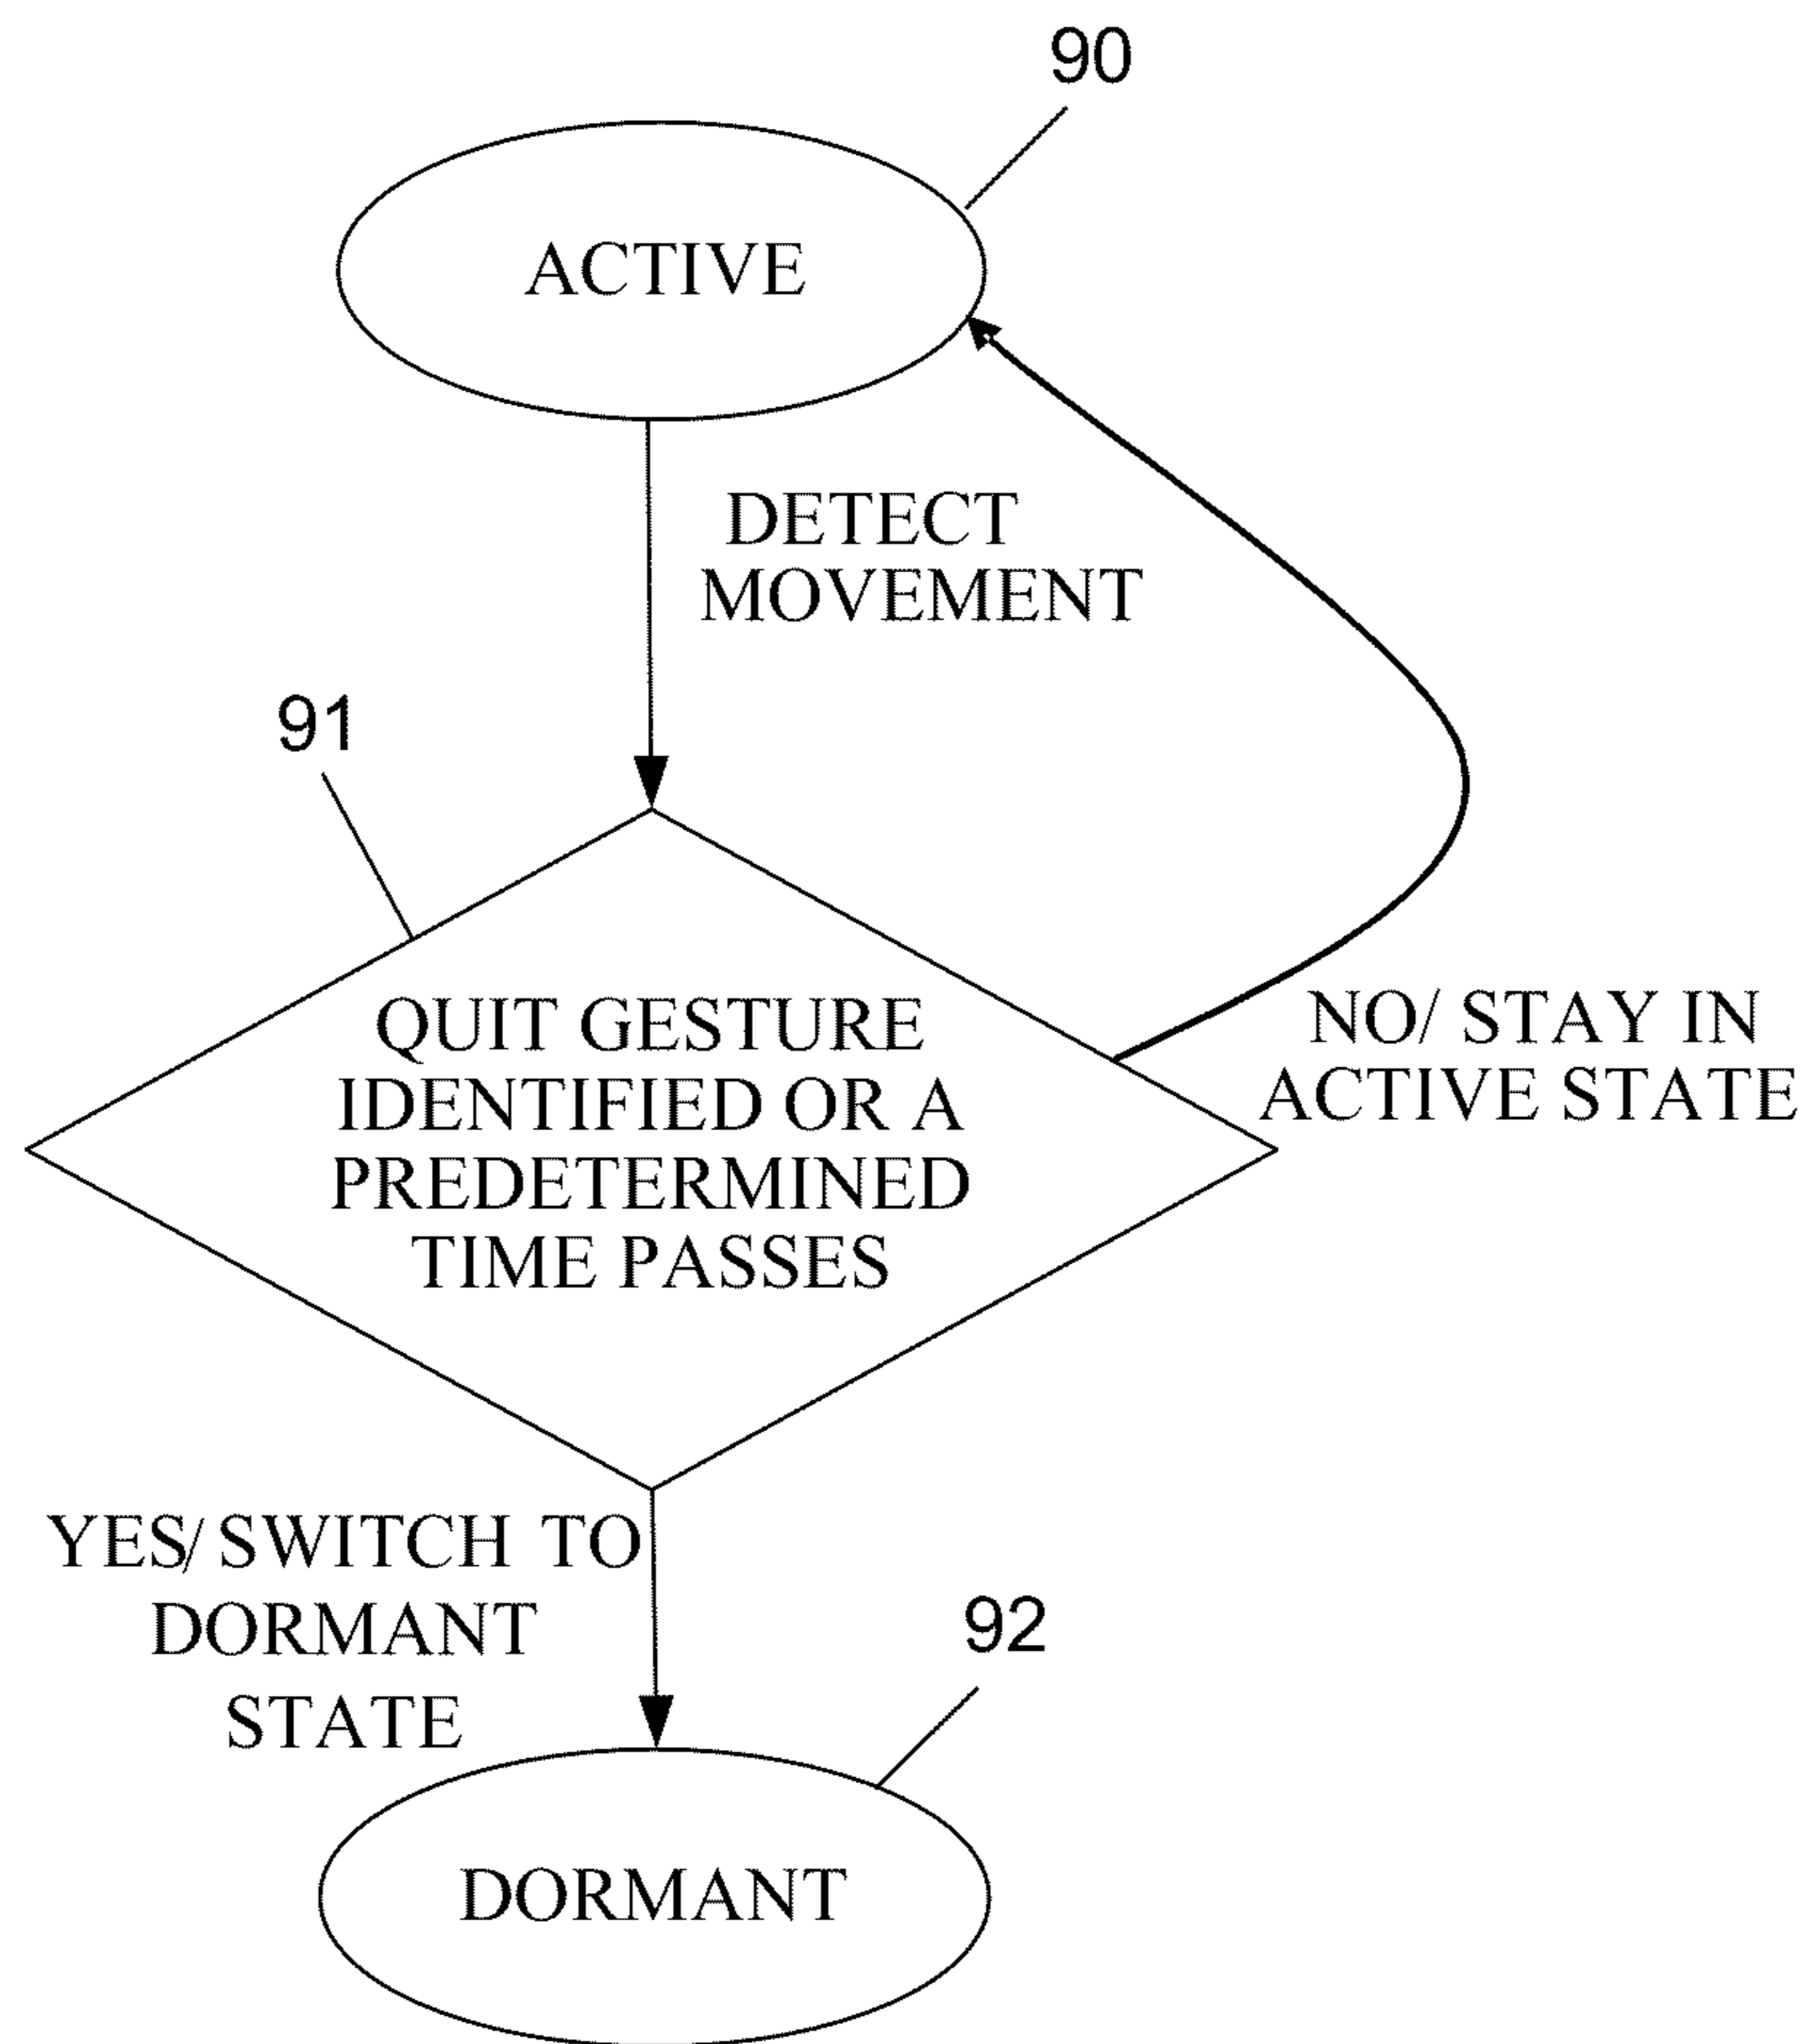 90
ACTIVE
DETECT
MOVEMENT
91
QUIT GESTURE
IDENTIFIED OR A
PREDETERMINED
TIME PASSES
NO/ STAY IN
ACTIVE STATE
YES/ SWITCH TO
DORMANT
STATE
92
DORMANT